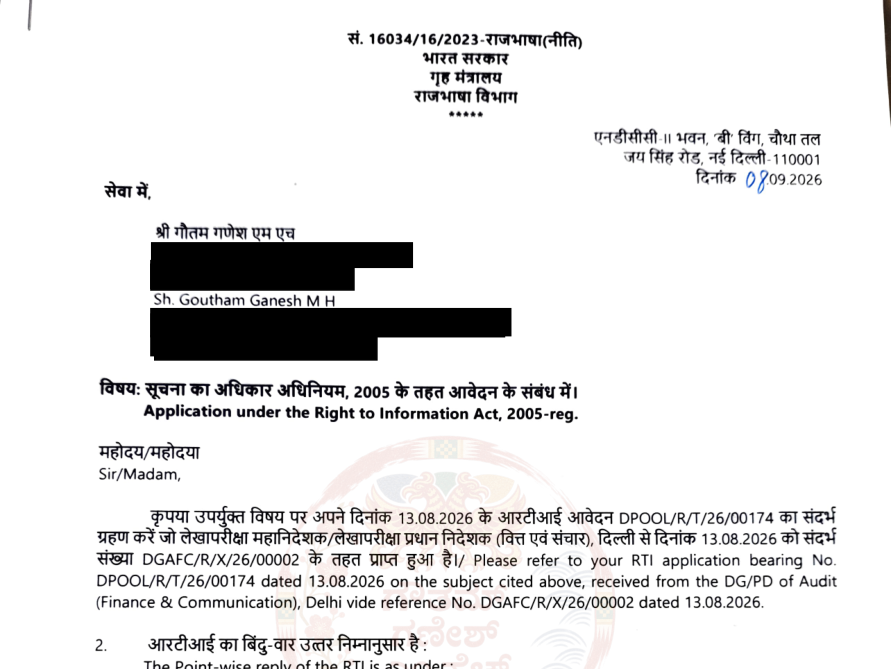 सं. 16034/16/2023-राजभाषा(नीति)
भारत सरकार
गृह मंत्रालय
राजभाषा विभाग
*****
एनडीसीसी-II भवन, 'बी' विंग, चौथा तल
जय सिंह रोड, नई दिल्ली-110001
दिनांक 08.09.2026
सेवा में,
श्री गौतम गणेश एम एच
Sh. Goutham Ganesh M H
विषय: सूचना का अधिकार अधिनियम, 2005 के तहत आवेदन के संबंध में।
Application under the Right to Information Act, 2005-reg.
महोदय/महोदया
Sir/Madam,
कृपया उपर्युक्त विषय पर अपने दिनांक 13.08.2026 के आरटीआई आवेदन DPOOL/R/T/26/00174 का संदर्भ
ग्रहण करें जो लेखापरीक्षा महानिदेशक/लेखापरीक्षा प्रधान निदेशक (वित्त एवं संचार), दिल्ली से दिनांक 13.08.2026 को संदर्भ
संख्या DGAFC/R/X/26/00002 के तहत प्राप्त हुआ है।/ Please refer to your RTI application bearing No.
DPOOL/R/T/26/00174 dated 13.08.2026 on the subject cited above, received from the DG/PD of Audit
(Finance & Communication), Delhi vide reference No. DGAFC/R/X/26/00002 dated 13.08.2026.
2. आरटीआई का बिंदु-वार उत्तर निम्नानुसार है :
The Point-wise reply of the RTI is as under :
ಗೌತಮ್
ಗಣೇಶ್